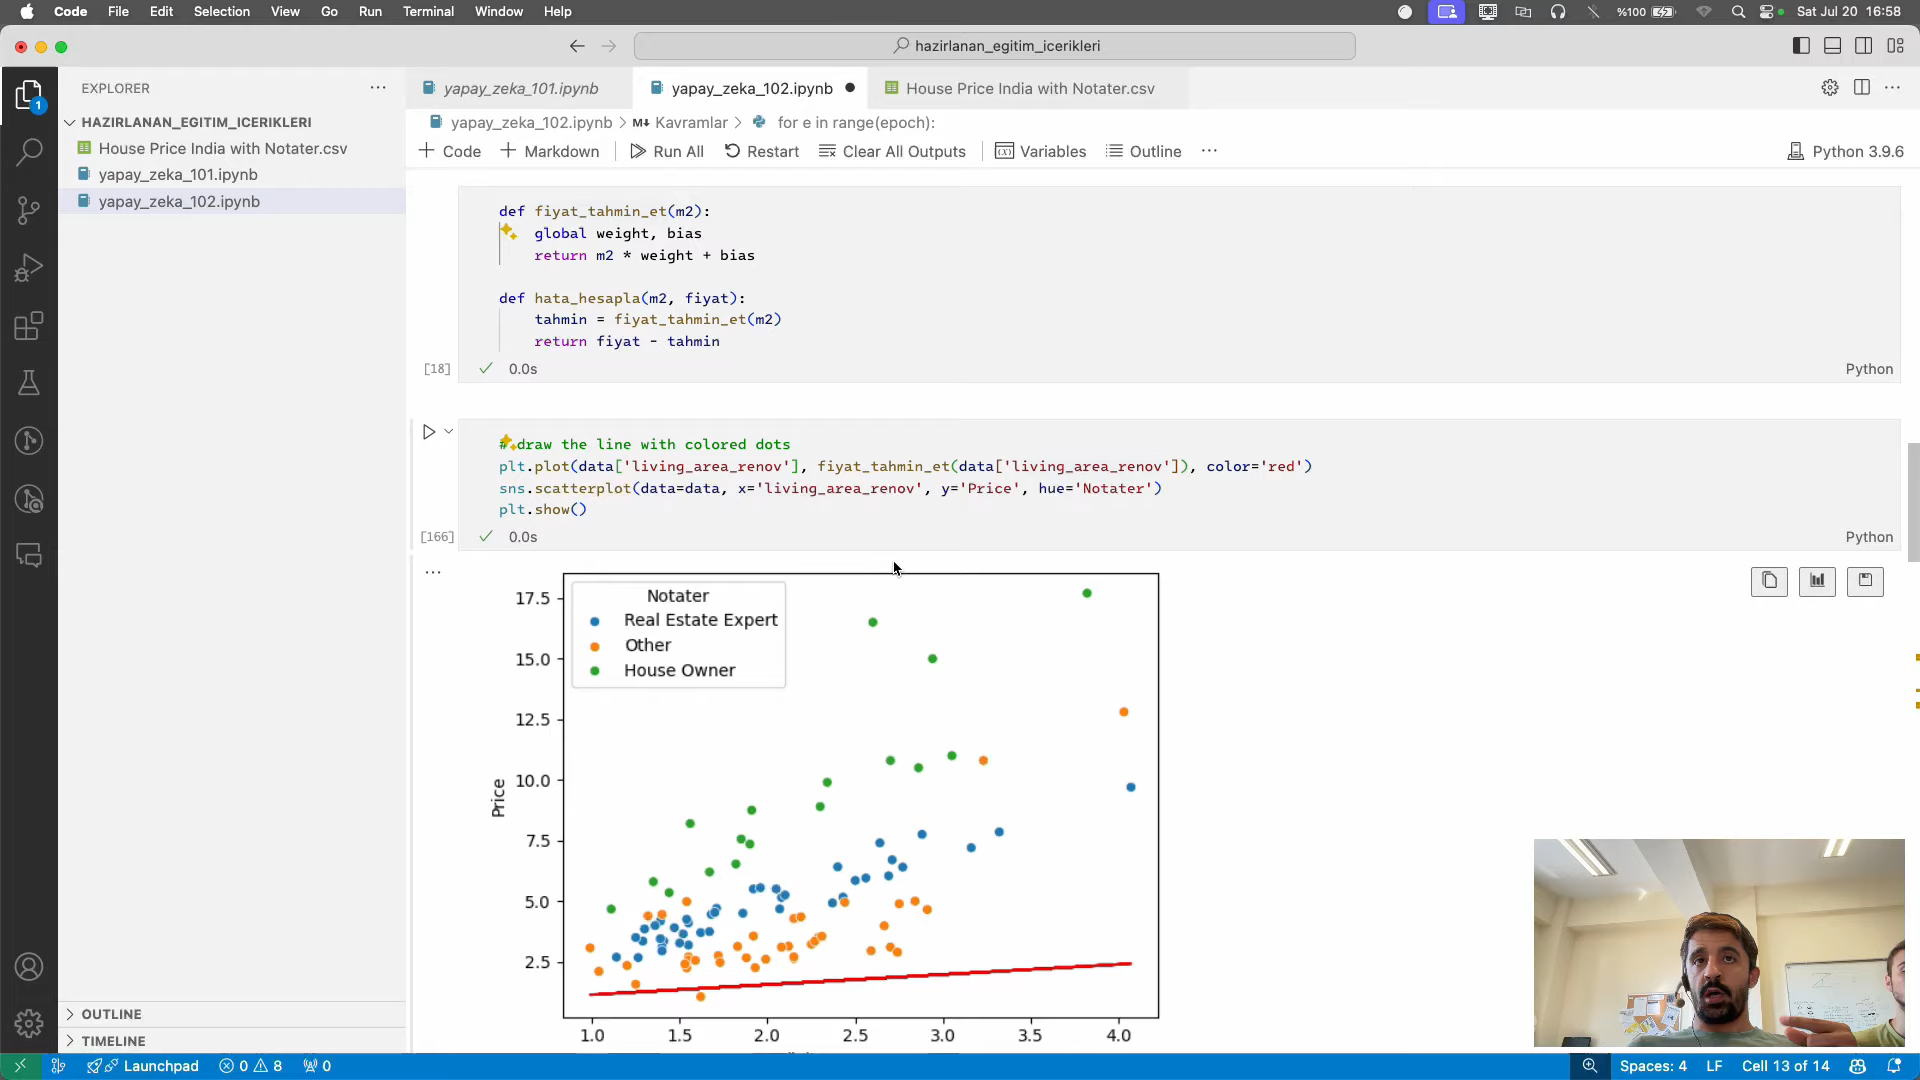 Code File Edit Selection View Go Run Terminal Window Help %100 Sat Jul 20 16:58
hazirlanan_egitim_icerikleri
EXPLORER
yapay_zeka_101.ipynb yapay_zeka_102.ipynb House Price India with Notater.csv
HAZIRLANAN_EGITIM_ICERIKLERI
yapay_zeka_102.ipynb > M↓ Kavramlar > for e in range(epoch):
House Price India with Notater.csv
yapay_zeka_101.ipynb
yapay_zeka_102.ipynb
1
+ Code + Markdown Run All Restart Clear All Outputs Variables Outline ... Python 3.9.6
def fiyat_tahmin_et(m2):
global weight, bias
return m2 * weight + bias
def hata_hesapla(m2, fiyat):
tahmin = fiyat_tahmin_et(m2)
return fiyat - tahmin
[18] 0.0s Python
# draw the line with colored dots
plt.plot(data['living_area_renov'], fiyat_tahmin_et(data['living_area_renov']), color='red')
sns.scatterplot(data=data, x='living_area_renov', y='Price', hue='Notater')
plt.show()
[166] 0.0s Python
Notater
Real Estate Expert
Other
House Owner
17.5
15.0
12.5
10.0
7.5
5.0
2.5
Price
1.0 1.5 2.0 2.5 3.0 3.5 4.0
OUTLINE
TIMELINE
Launchpad 0 8 0 Spaces: 4 LF Cell 13 of 14